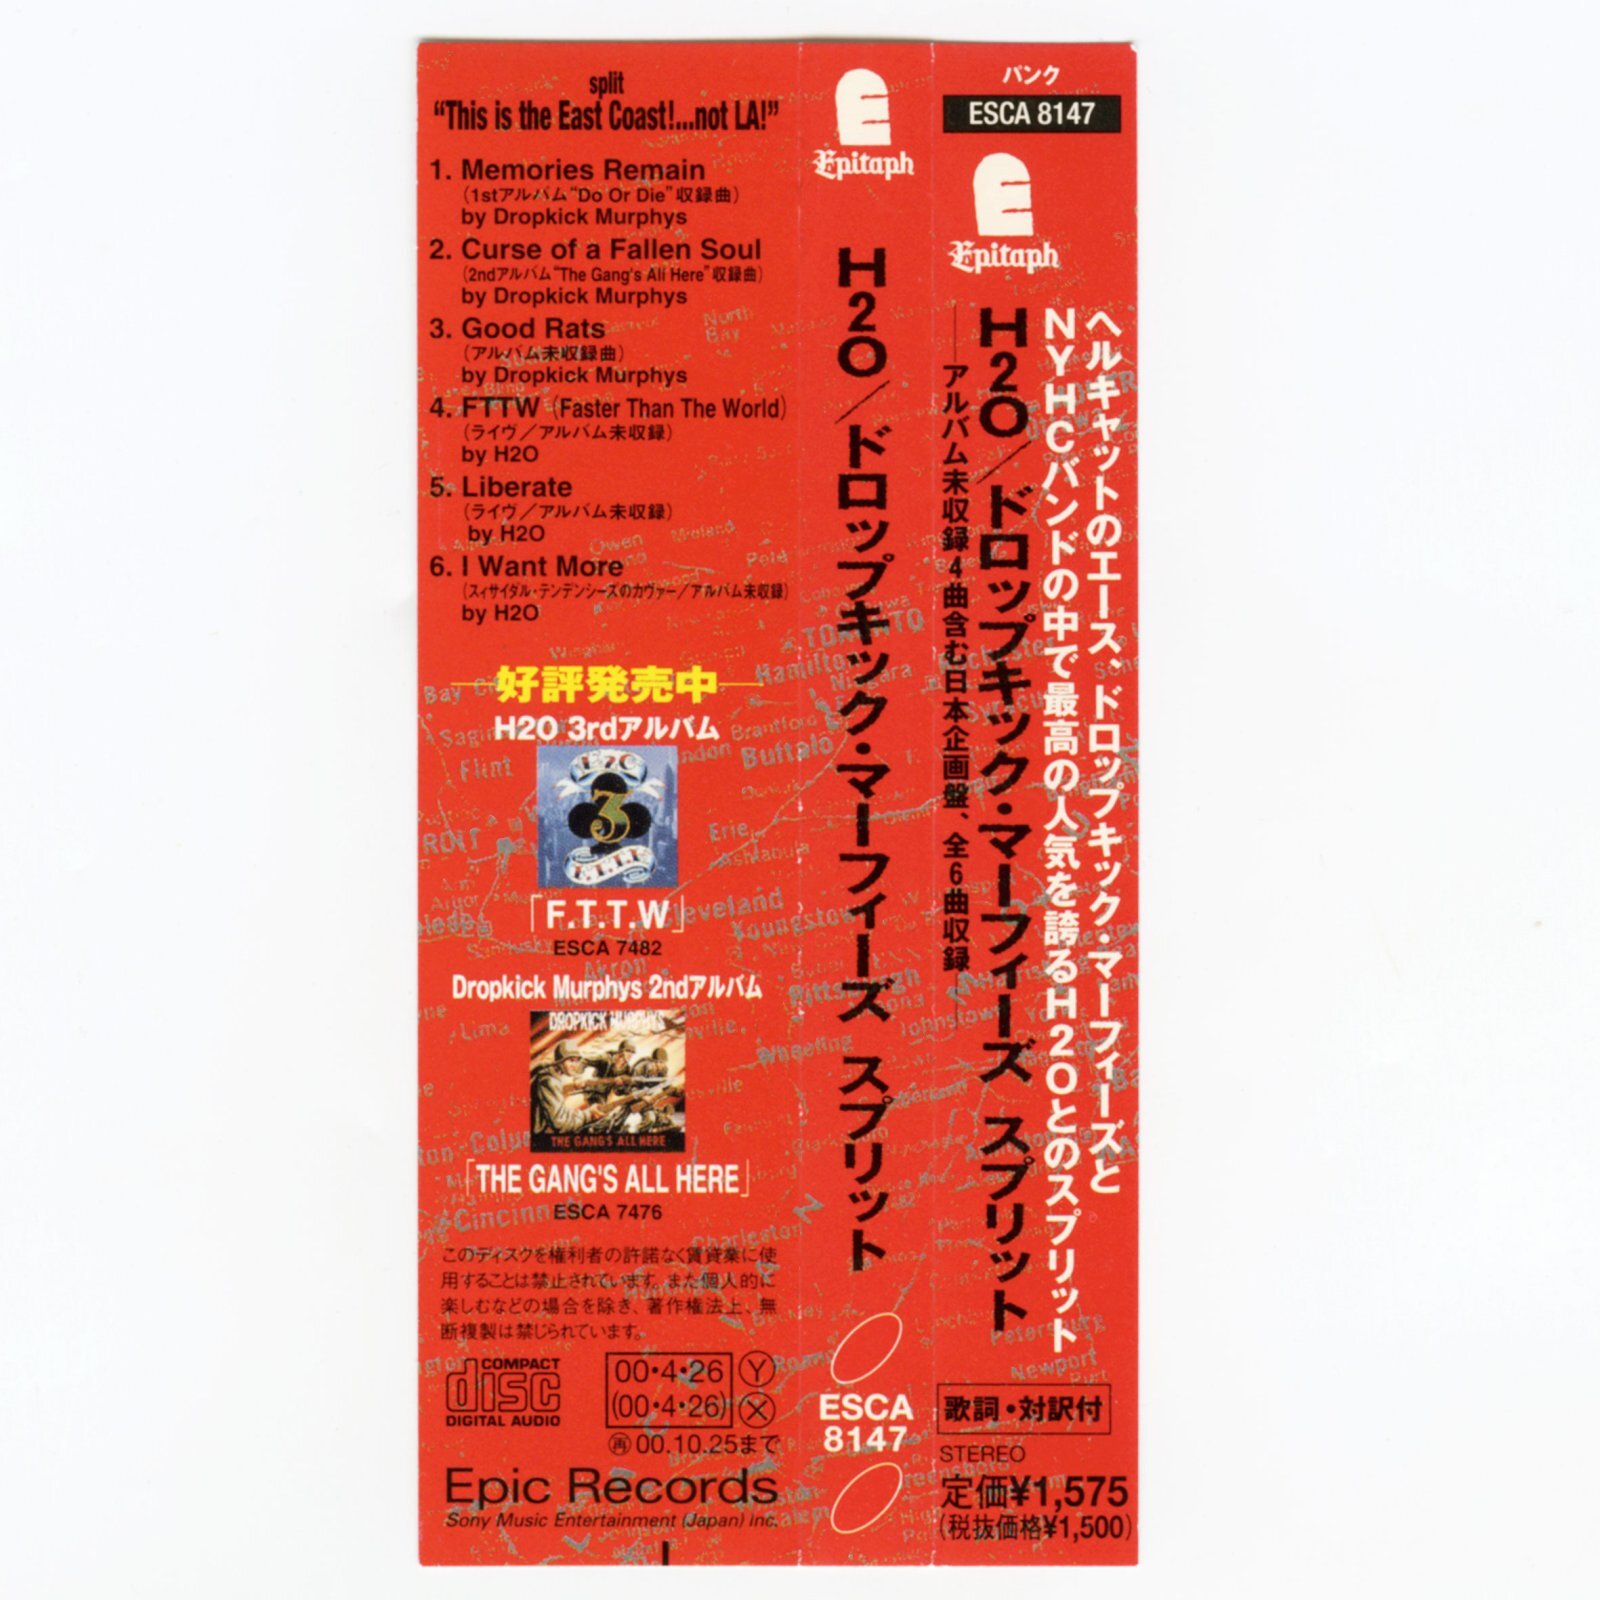 split
“This is the East Coast!...not LA!”
1. Memories Remain
(1stアルバム“Do Or Die”収録曲)
by Dropkick Murphys
2. Curse of a Fallen Soul
(2ndアルバム“The Gang's All Here”収録曲)
by Dropkick Murphys
3. Good Rats
(アルバム未収録曲)
by Dropkick Murphys
4. FTTW (Faster Than The World)
(ライヴ／アルバム未収録)
by H2O
5. Liberate
(ライヴ／アルバム未収録)
by H2O
6. I Want More
(スィサイダル・テンデンシーズのカヴァー／アルバム未収録)
by H2O
好評発売中
H2O 3rdアルバム
「F.T.T.W」
ESCA 7482
Dropkick Murphys 2ndアルバム
DROPKICK MURPHYS
THE GANG'S ALL HERE
「THE GANG'S ALL HERE」
ESCA 7476
このディスクを権利者の許諾なく賃貸業に使
用することは禁止されています。また個人的に
楽しむなどの場合を除き、著作権法上、無
断複製は禁じられています。
COMPACT
disc
DIGITAL AUDIO
00・4・26 Ⓨ
(00・4・26) Ⓧ
再 00.10.25まで
Epic Records
Sony Music Entertainment (Japan) Inc.
Epitaph
H2O／ドロップキック・マーフィーズ スプリット
ESCA
8147
パンク
ESCA 8147
Epitaph
ヘルキャットのエース、ドロップキック・マーフィーズと
NYHCバンドの中で最高の人気を誇るH2Oとのスプリット
H2O／ドロップキック・マーフィーズ スプリット
――アルバム未収録4曲含む日本企画盤、全6曲収録
歌詞・対訳付
STEREO
定価¥1,575
(税抜価格¥1,500)